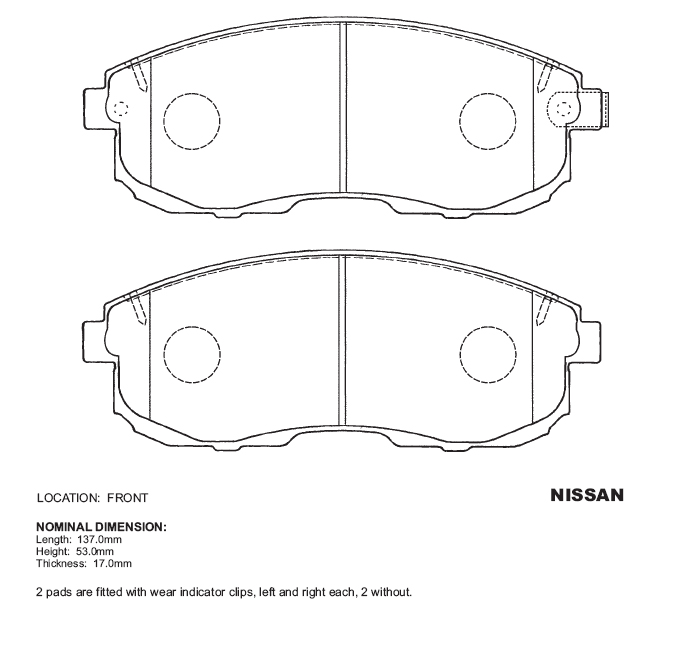 LOCATION: FRONT
NISSAN
NOMINAL DIMENSION:
Length: 137.0mm
Height: 53.0mm
Thickness: 17.0mm
2 pads are fitted with wear indicator clips, left and right each, 2 without.